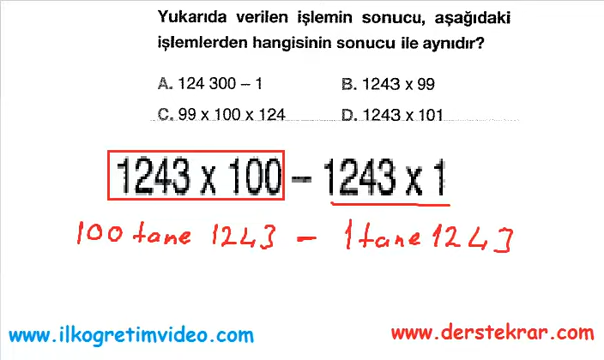 Yukarıda verilen işlemin sonucu, aşağıdaki
işlemlerden hangisinin sonucu ile aynıdır?
A. 124 300 – 1 B. 1243 x 99
C. 99 x 100 x 124 D. 1243 x 101
1243 x 100 – 1243 x 1
100 tane 1243 – 1 tane 1243
www.ilkogretimvideo.com www.derstekrar.com